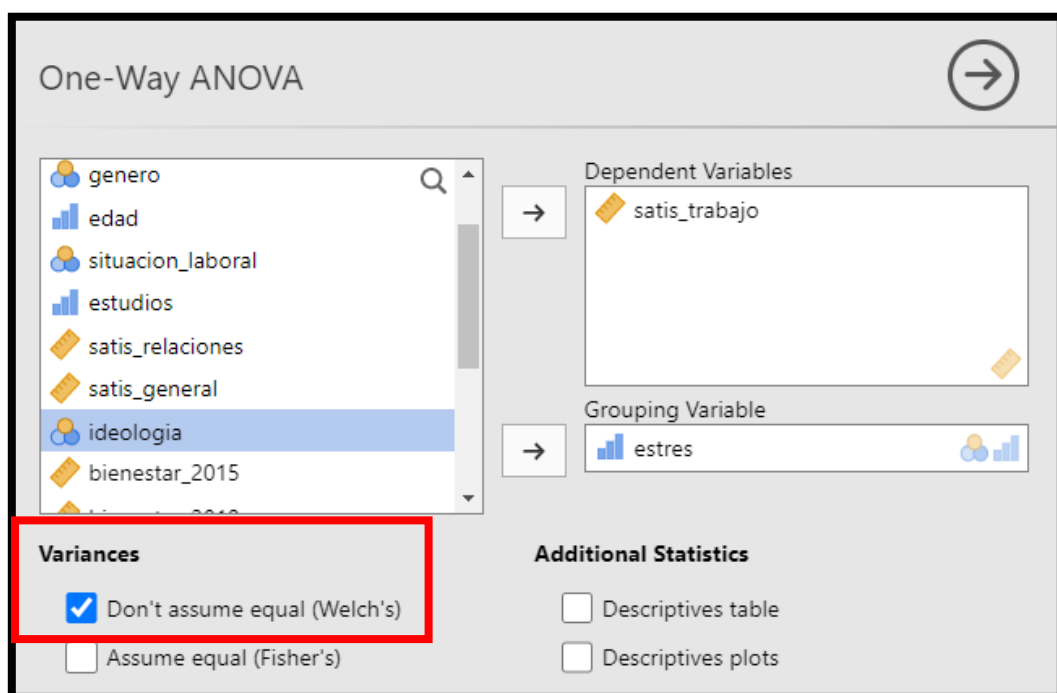 One-Way ANOVA
genero
edad
situacion_laboral
estudios
satis_relaciones
satis_general
ideologia
bienestar_2015
Dependent Variables
satis_trabajo
Grouping Variable
estres
Variances
Don't assume equal (Welch's)
Assume equal (Fisher's)
Additional Statistics
Descriptives table
Descriptives plots